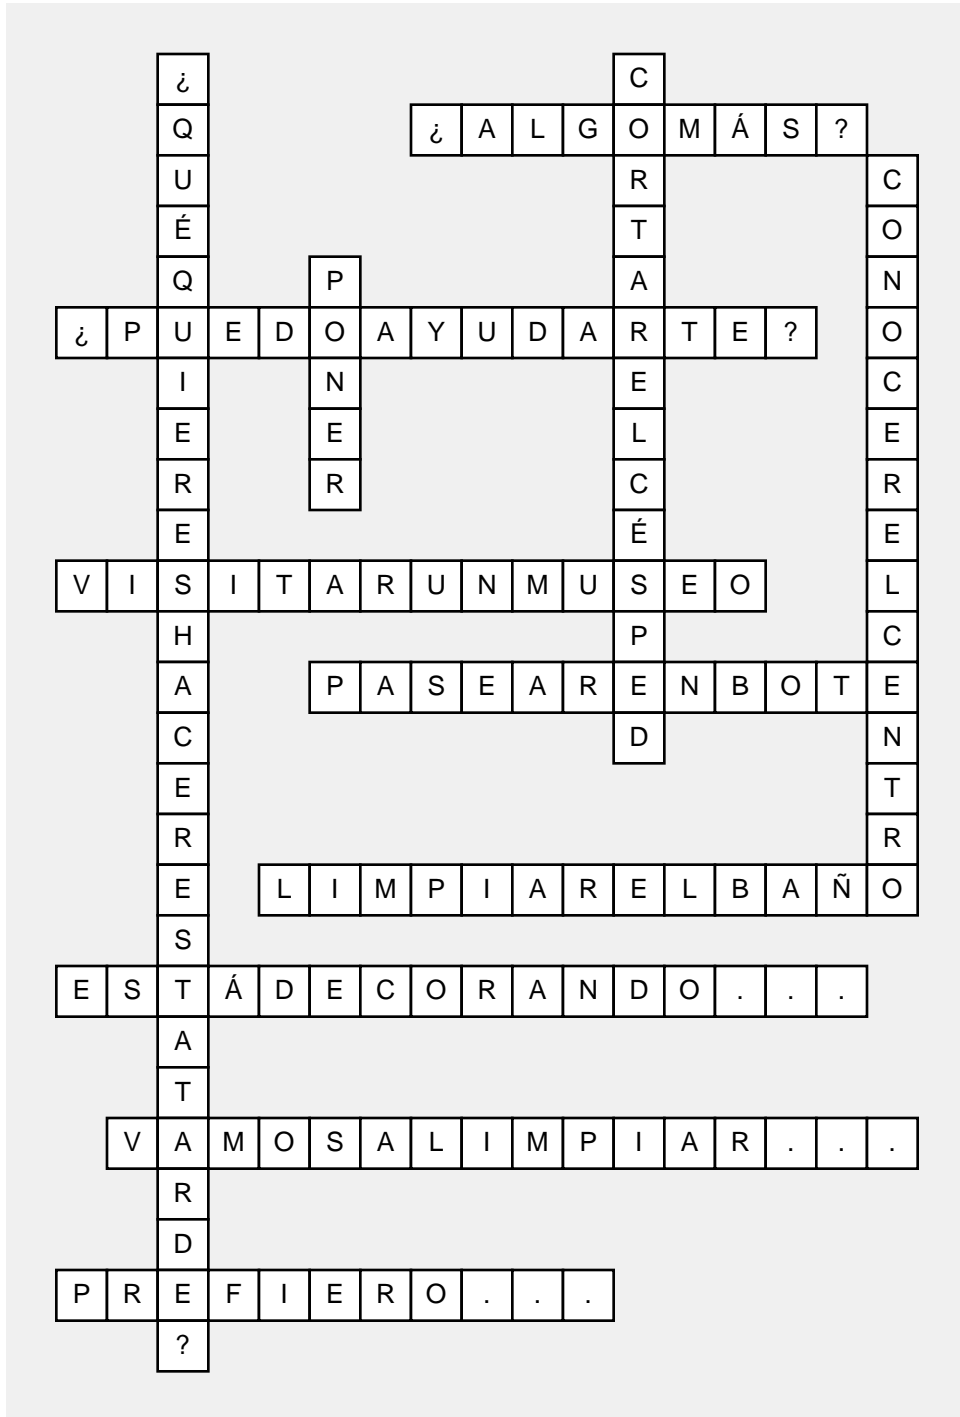 ¿QUÉQUIERESHACERESTATARDE?
CORTARELCÉSPED
¿ALGOMÁS?
CONOCERELCENTRO
PONER
¿PUEDOAYUDARTE?
VISITARUNMUSEO
PASEARENBOTE
LIMPIARELBAÑO
ESTÁDECORANDO...
VAMOSALIMPIAR...
PREFIERO...